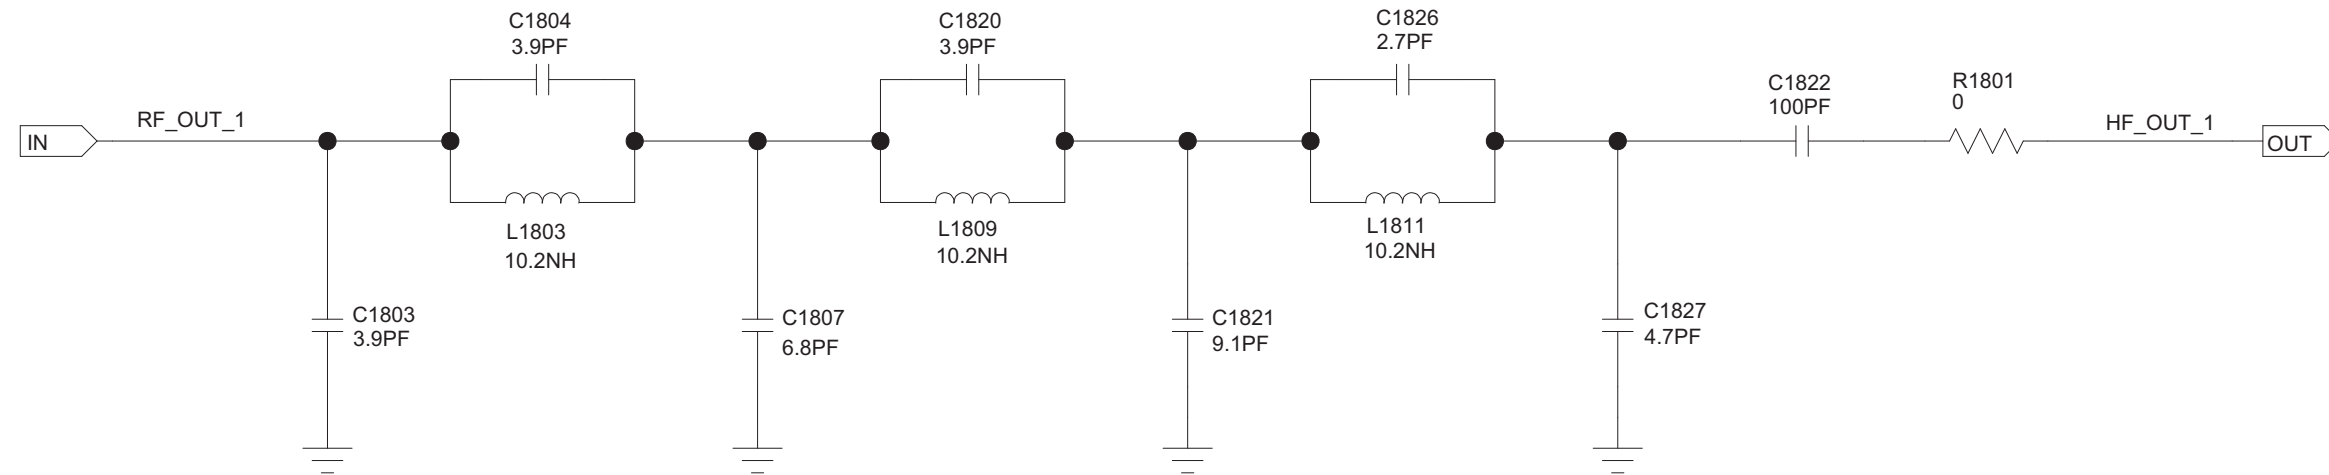 C1804
3.9PF
C1820
3.9PF
C1826
2.7PF
C1822
100PF
R1801
0
IN
RF_OUT_1
HF_OUT_1
OUT
L1803
10.2NH
L1809
10.2NH
L1811
10.2NH
C1803
3.9PF
C1807
6.8PF
C1821
9.1PF
C1827
4.7PF